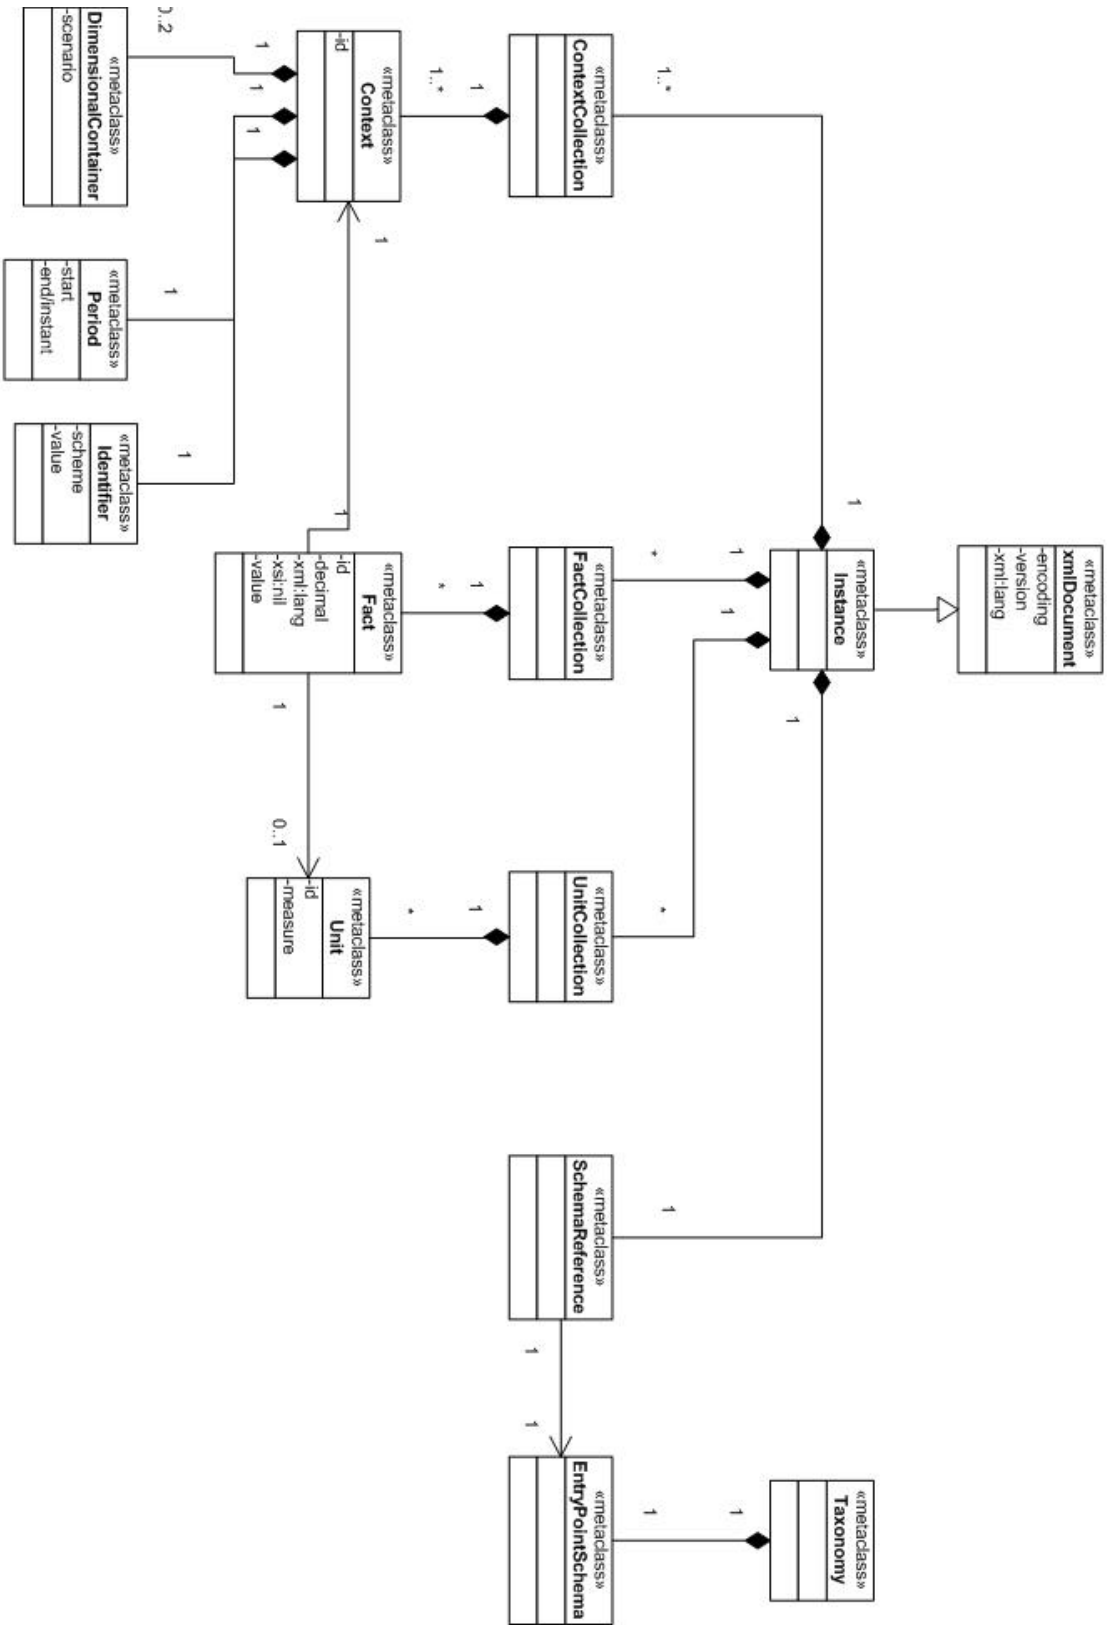 «metaclass»
xmlDocument
-encoding
-version
-xml:lang
«metaclass»
Instance
«metaclass»
Taxonomy
1
1
1
1
1
1..*
*
*
1
1
«metaclass»
ContextCollection
«metaclass»
FactCollection
«metaclass»
UnitCollection
«metaclass»
SchemaReference
1
1
«metaclass»
EntryPointSchema
1
1..*
1
*
1
*
«metaclass»
Context
-id
1
1
«metaclass»
Fact
-id
-decimal
-xml:lang
-xsi:nil
-value
1
0..1
«metaclass»
Unit
-id
-measure
1
1
1
1
1
«metaclass»
DimensionalContainer
-scenario
«metaclass»
Period
-start
-end/instant
«metaclass»
Identifier
-scheme
-value